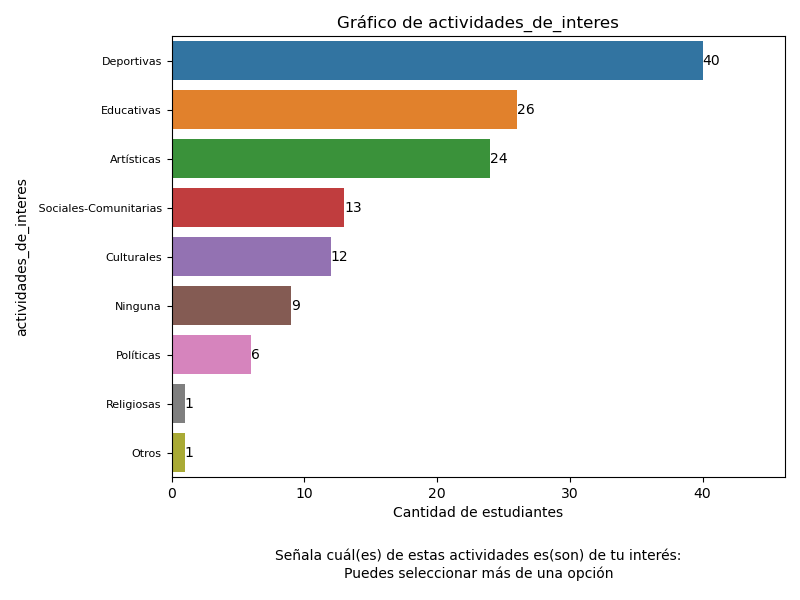 Gráfico de actividades_de_interes
actividades_de_interes
Deportivas
40
Educativas
26
Artísticas
24
Sociales-Comunitarias
13
Culturales
12
Ninguna
9
Políticas
6
Religiosas
1
Otros
1
0 10 20 30 40
Cantidad de estudiantes
Señala cuál(es) de estas actividades es(son) de tu interés:
Puedes seleccionar más de una opción